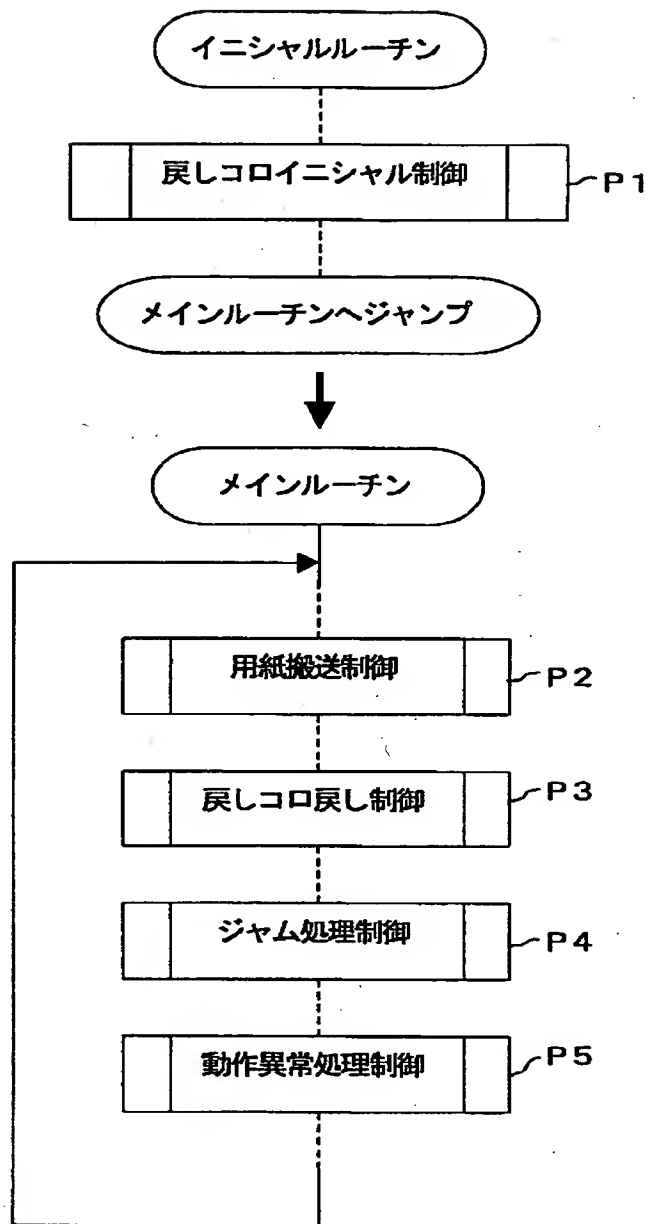 イニシャルルーチン
戻しコロイニシャル制御 P1
メインルーチンへジャンプ
メインルーチン
用紙搬送制御 P2
戻しコロ戻し制御 P3
ジャム処理制御 P4
動作異常処理制御 P5